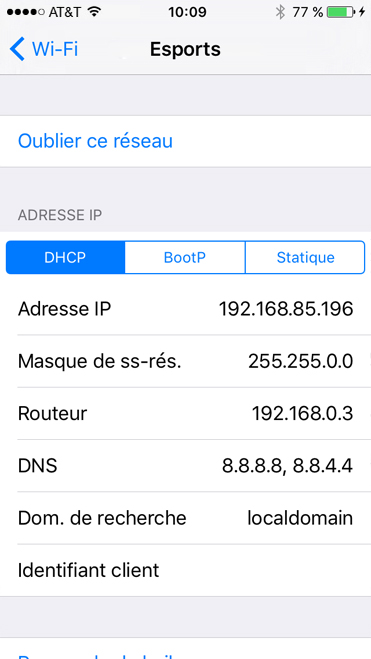 AT&T 10:09 77 %
Wi-Fi Esports
Oublier ce réseau
ADRESSE IP
DHCP BootP Statique
Adresse IP 192.168.85.196
Masque de ss-rés. 255.255.0.0
Routeur 192.168.0.3
DNS 8.8.8.8, 8.8.4.4
Dom. de recherche localdomain
Identifiant client